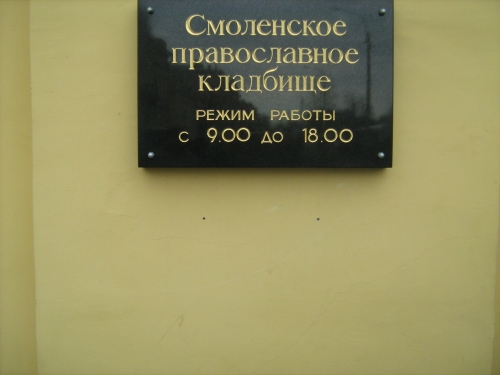 Смоленское
православное
кладбище
РЕЖИМ РАБОТЫ
С 9.00 ДО 18.00